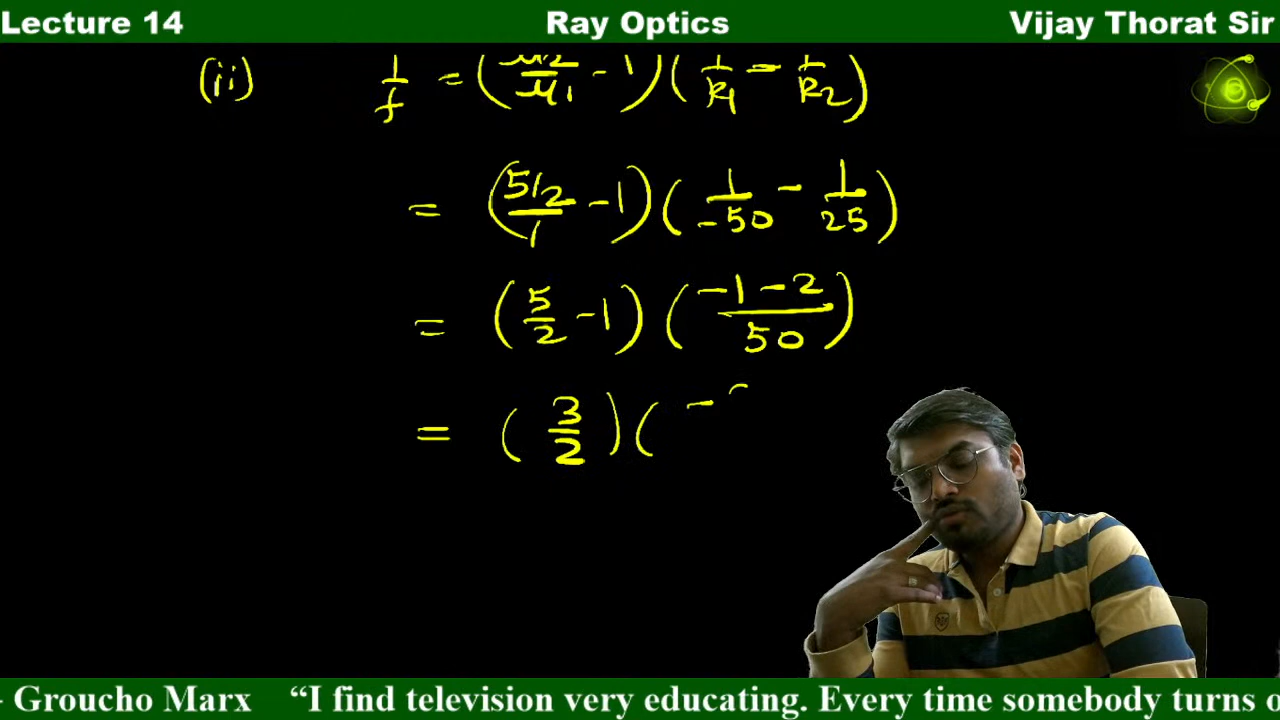 Lecture 14 Ray Optics Vijay Thorat Sir
(ii) 1/f = (μ2/μ1 - 1)(1/R1 - 1/R2)
= (5/2/1 - 1)(1/-50 - 1/25)
= (5/2 - 1)(-1-2/50)
= (3/2)(-
- Groucho Marx “I find television very educating. Every time somebody turns o